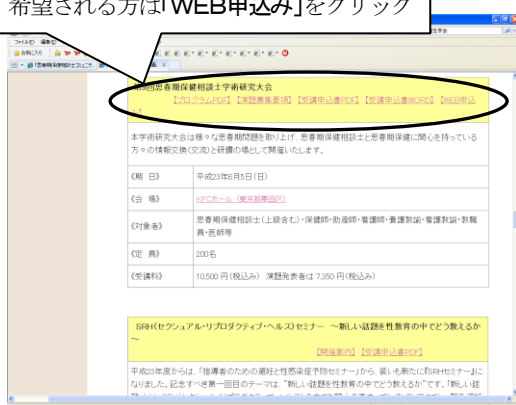 希望される方は「WEB申込み」をクリック
回思春期保健相談士学術研究大会
【プログラムPDF】【演題募集要項】【受講申込書PDF】【受講申込書WORD】【WEB申込
み】
本学術研究大会は様々な思春期問題を取り上げ、思春期保健相談士と思春期保健に関心を持っている
方々の情報交換(交流)と研鑽の場として開催いたします。
《期 日》 平成23年6月5日(日)
《会 場》 KFCホール (東京都墨田区)
《対象者》 思春期保健相談士(上級含む)・保健師・助産師・看護師・養護教諭・看護教諭・教職
員・医師等
《定 員》 200名
《受講料》 10,500 円(税込み) 演題発表者は 7,350 円(税込み)
SRH(セクシュアル・リプロダクティブ・ヘルス)セミナー ～新しい話題を性教育の中でどう教えるか
～
【開催案内】【受講申込書PDF】
平成23年度からは、「指導者のための避妊と性感染症予防セミナー」から、装いも新たに『SRHセミナー』に
なりました。記念すべき第一回目のテーマは、"新しい話題を性教育の中でどう教えるか"です。「新しい話